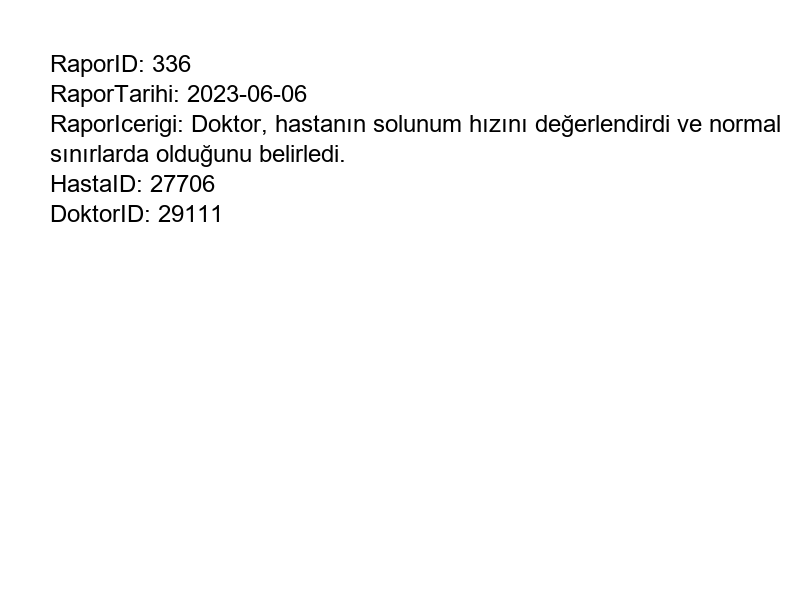 RaporID: 336
RaporTarihi: 2023-06-06
RaporIcerigi: Doktor, hastanın solunum hızını değerlendirdi ve normal
sınırlarda olduğunu belirledi.
HastaID: 27706
DoktorID: 29111